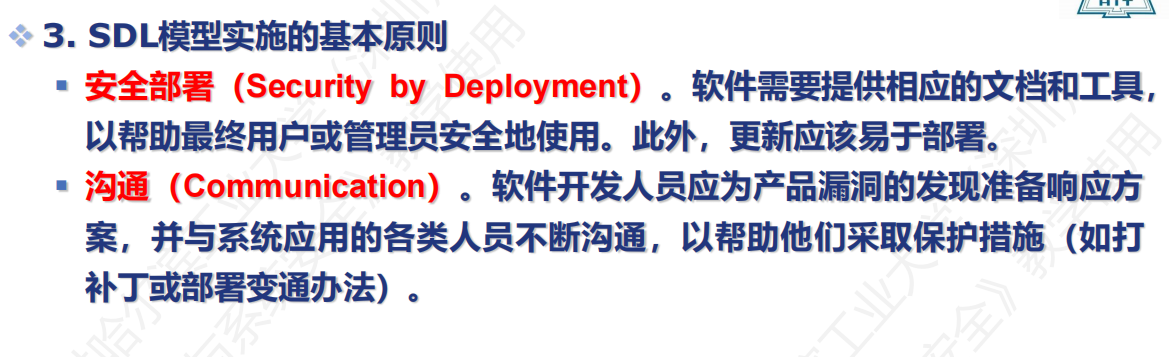 3. SDL模型实施的基本原则
安全部署（Security by Deployment）。软件需要提供相应的文档和工具，
以帮助最终用户或管理员安全地使用。此外，更新应该易于部署。
沟通（Communication）。软件开发人员应为产品漏洞的发现准备响应方
案，并与系统应用的各类人员不断沟通，以帮助他们采取保护措施（如打
补丁或部署变通办法）。